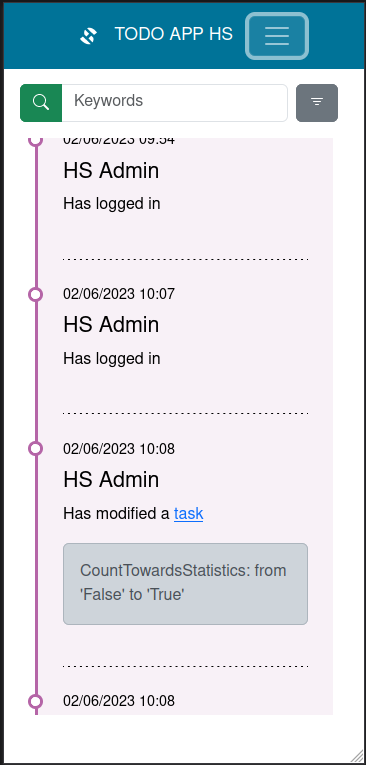 TODO APP HS
Keywords
02/06/2023 09:54
HS Admin
Has logged in
02/06/2023 10:07
HS Admin
Has logged in
02/06/2023 10:08
HS Admin
Has modified a task
CountTowardsStatistics: from
'False' to 'True'
02/06/2023 10:08